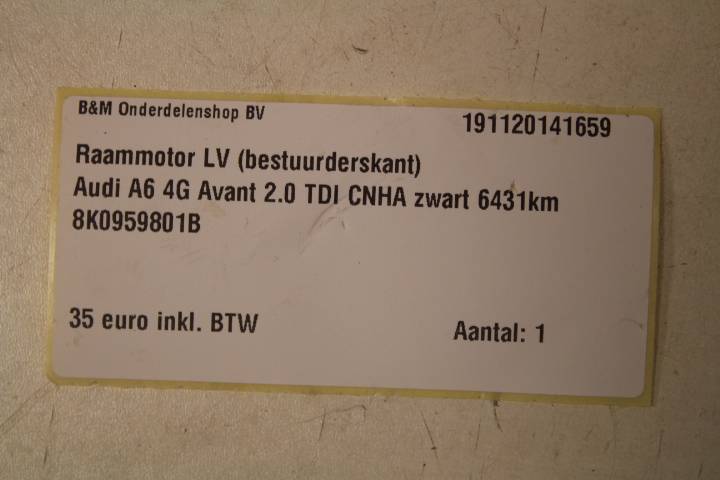 B&M Onderdelenshop BV 191120141659
Raammotor LV (bestuurderskant)
Audi A6 4G Avant 2.0 TDI CNHA zwart 6431km
8K0959801B
35 euro inkl. BTW Aantal: 1